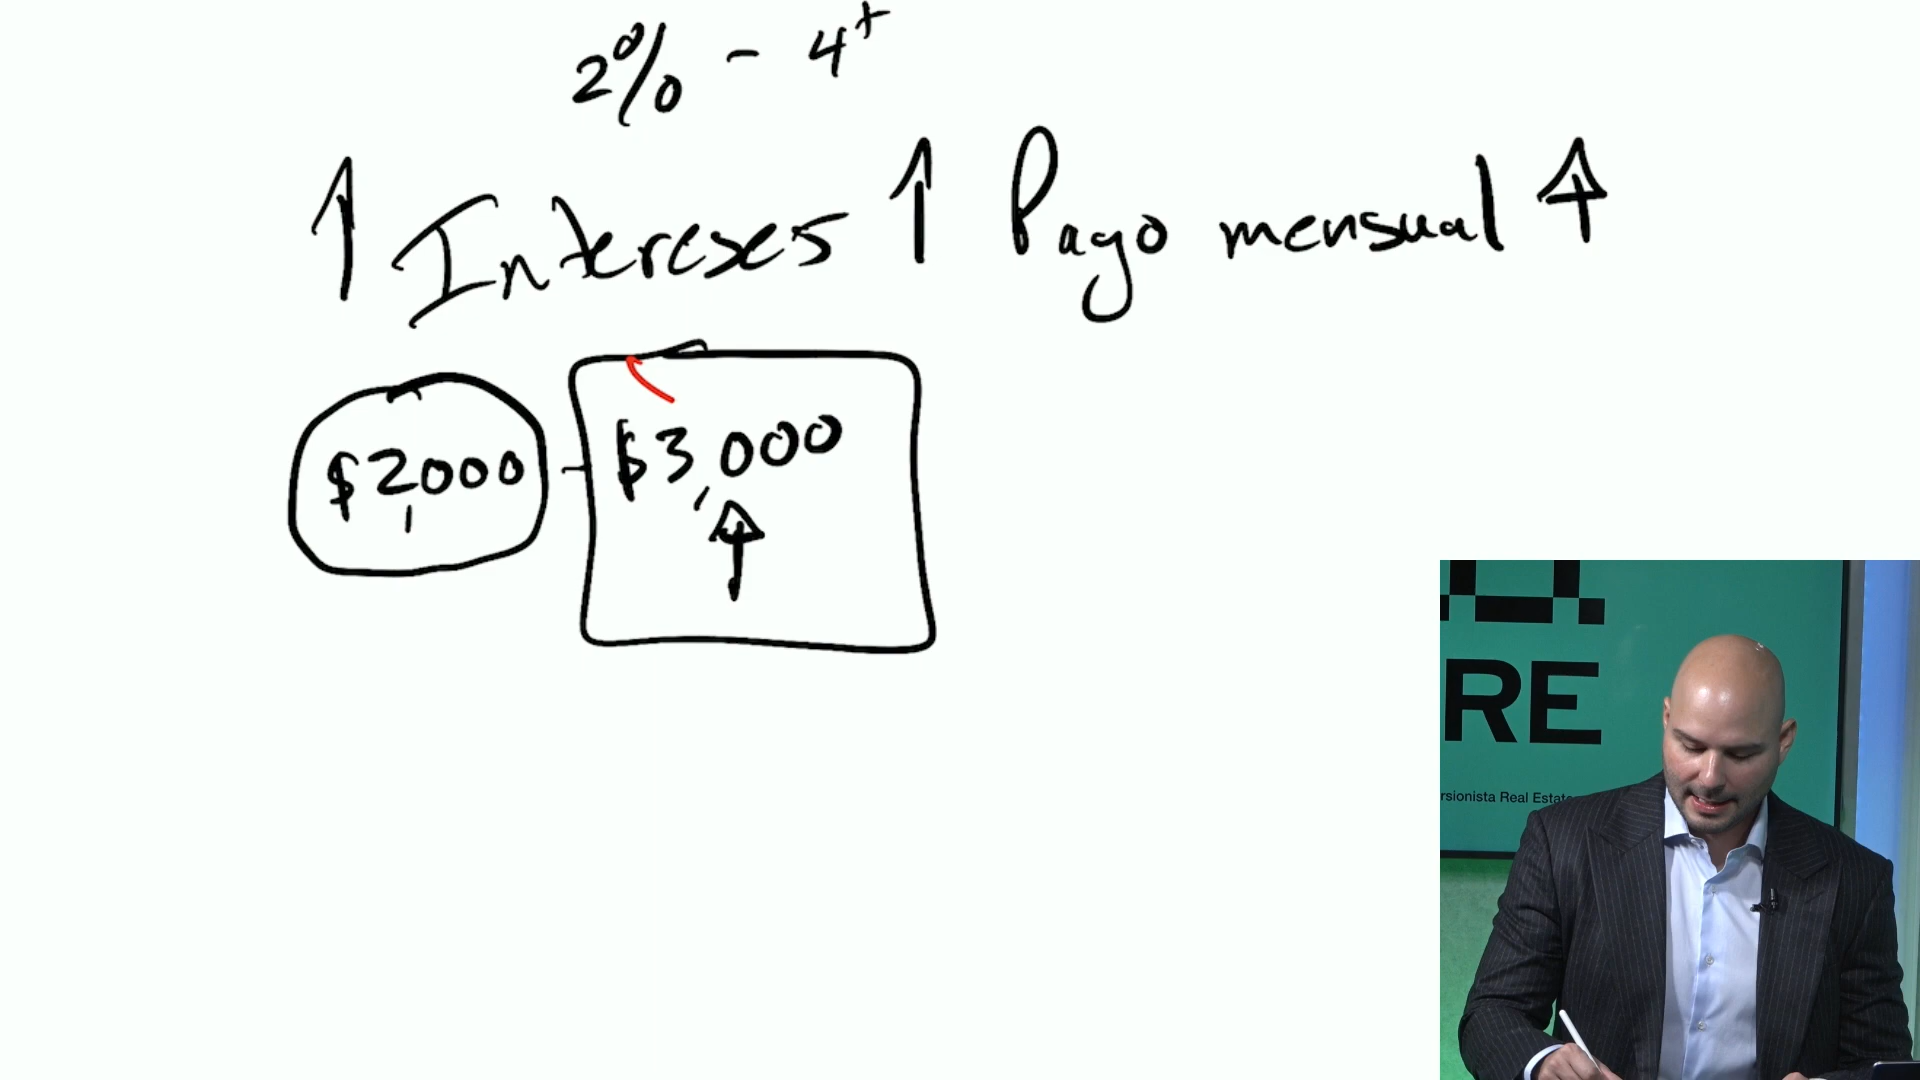 2% - 4+
↑ Intereses ↑ Pago mensual ↑
$2,000 - $3,000
RE
rsionista Real Estate